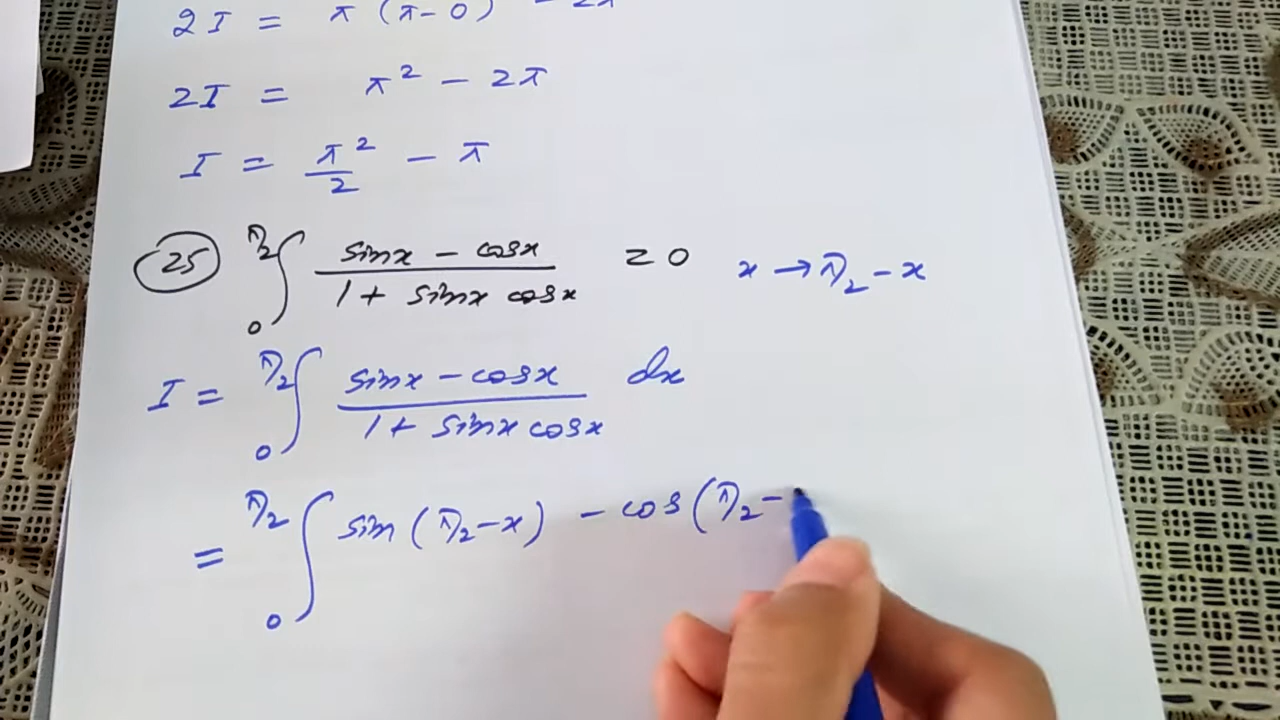 2I = π (π-0) - 2π
2I = π² - 2π
I = π²/2 - π
(25) ∫₀^(π/2) (sinx - cosx)/(1 + sinx cosx) = 0 x → π/2 - x
I = ∫₀^(π/2) (sinx - cosx)/(1 + sinx cosx) dx
= ∫₀^(π/2) sin(π/2 - x) - cos(π/2 -